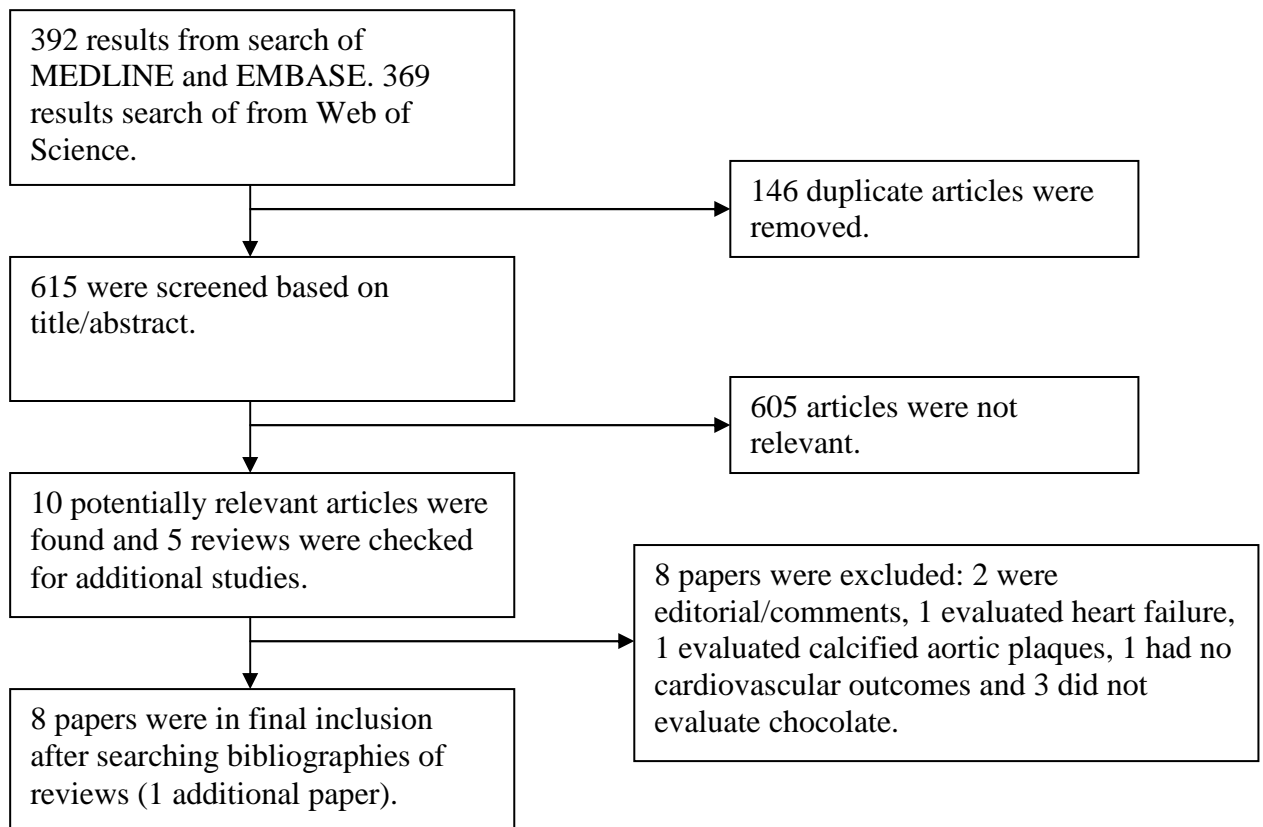 392 results from search of
MEDLINE and EMBASE. 369
results search of from Web of
Science.
146 duplicate articles were
removed.
615 were screened based on
title/abstract.
605 articles were not
relevant.
10 potentially relevant articles were
found and 5 reviews were checked
for additional studies.
8 papers were excluded: 2 were
editorial/comments, 1 evaluated heart failure,
1 evaluated calcified aortic plaques, 1 had no
cardiovascular outcomes and 3 did not
evaluate chocolate.
8 papers were in final inclusion
after searching bibliographies of
reviews (1 additional paper).